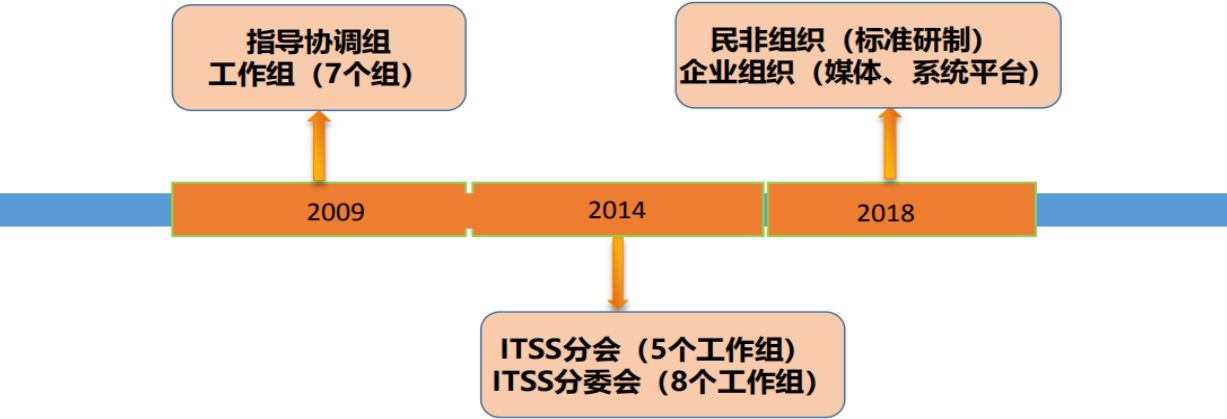 指导协调组
工作组（7个组）
民非组织（标准研制）
企业组织（媒体、系统平台）
2009
2014
2018
ITSS分会（5个工作组）
ITSS分委会（8个工作组）